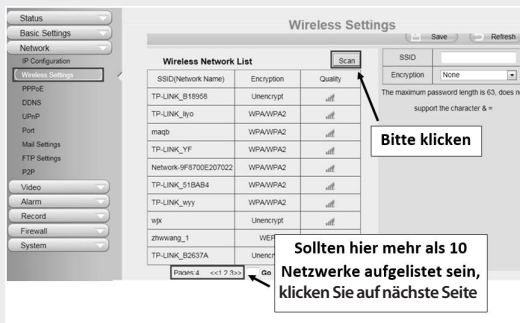 Wireless Settings
Status
Basic Settings
Network
IP Configuration
Wireless Settings
PPPoE
DDNS
UPnP
Port
Mail Settings
FTP Settings
P2P
Video
Alarm
Record
Firewall
System
Save
Refresh
Wireless Network List
Scan
SSID(Network Name) Encryption Quality
TP-LINK_B18958 Unencrypt
TP-LINK_liyo WPA/WPA2
maqb WPA/WPA2
TP-LINK_YF WPA/WPA2
Network-9F8700E207022 WPA/WPA2
TP-LINK_51BAB4 WPA/WPA2
TP-LINK_wyy WPA/WPA2
wjx Unencrypt
zhwwang_1 WEP
TP-LINK_B2637A
Pages:4 <<1 2 3>> Go
SSID
Encryption None
The maximum password length is 63, does
support the character & =
Bitte klicken
Sollten hier mehr als 10
Netzwerke aufgelistet sein,
klicken Sie auf nächste Seite